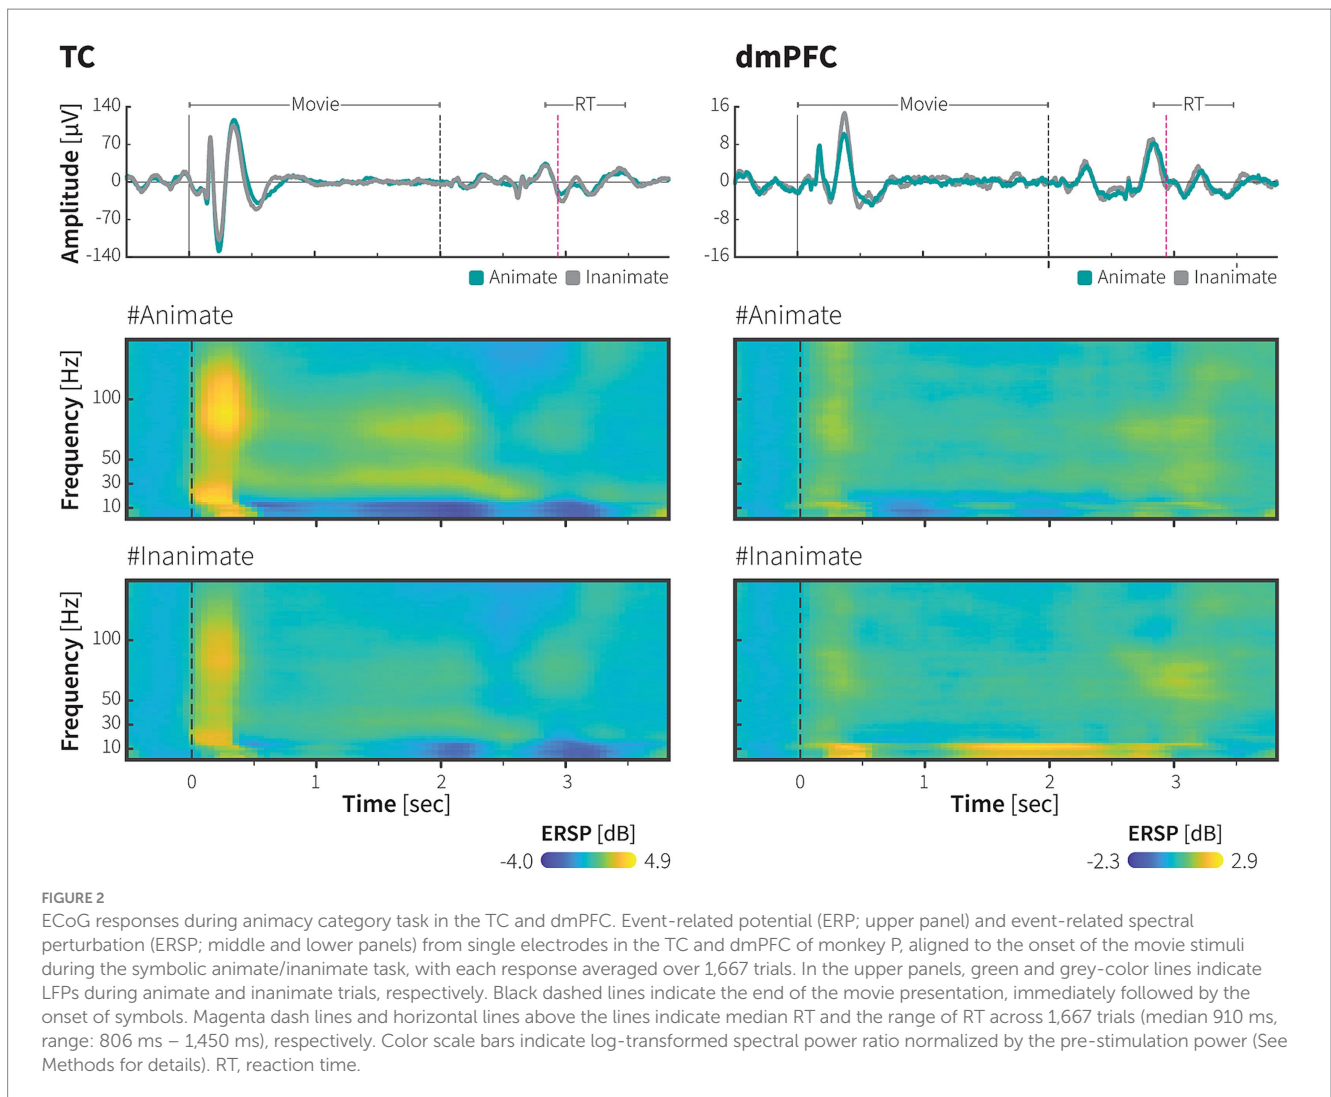 TC
140
70
0
-70
-140
Amplitude [µV]
Movie
RT
Animate Inanimate
dmPFC
16
8
0
-8
-16
Movie
RT
Animate Inanimate
#Animate
Frequency [Hz]
100
50
30
10
#Animate
#Inanimate
Frequency [Hz]
100
50
30
10
0 1 2 3
Time [sec]
ERSP [dB]
-4.0 4.9
#Inanimate
0 1 2 3
Time [sec]
ERSP [dB]
-2.3 2.9
FIGURE 2
ECoG responses during animacy category task in the TC and dmPFC. Event-related potential (ERP; upper panel) and event-related spectral
perturbation (ERSP; middle and lower panels) from single electrodes in the TC and dmPFC of monkey P, aligned to the onset of the movie stimuli
during the symbolic animate/inanimate task, with each response averaged over 1,667 trials. In the upper panels, green and grey-color lines indicate
LFPs during animate and inanimate trials, respectively. Black dashed lines indicate the end of the movie presentation, immediately followed by the
onset of symbols. Magenta dash lines and horizontal lines above the lines indicate median RT and the range of RT across 1,667 trials (median 910 ms,
range: 806 ms – 1,450 ms), respectively. Color scale bars indicate log-transformed spectral power ratio normalized by the pre-stimulation power (See
Methods for details). RT, reaction time.